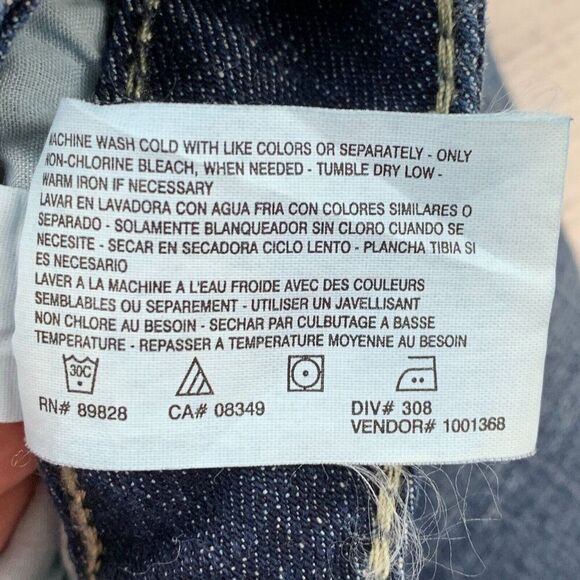 MACHINE WASH COLD WITH LIKE COLORS OR SEPARATELY - ONLY
NON-CHLORINE BLEACH, WHEN NEEDED - TUMBLE DRY LOW -
WARM IRON IF NECESSARY
LAVAR EN LAVADORA CON AGUA FRIA CON COLORES SIMILARES O
SEPARADO - SOLAMENTE BLANQUEADOR SIN CLORO CUANDO SE
NECESITE - SECAR EN SECADORA CICLO LENTO - PLANCHA TIBIA SI
ES NECESARIO
LAVER A LA MACHINE A L'EAU FROIDE AVEC DES COULEURS
SEMBLABLES OU SEPAREMENT - UTILISER UN JAVELLISANT
NON CHLORE AU BESOIN - SECHAR PAR CULBUTAGE A BASSE
TEMPERATURE - REPASSER A TEMPERATURE MOYENNE AU BESOIN
30C
RN# 89828 CA# 08349 DIV# 308
VENDOR# 1001368